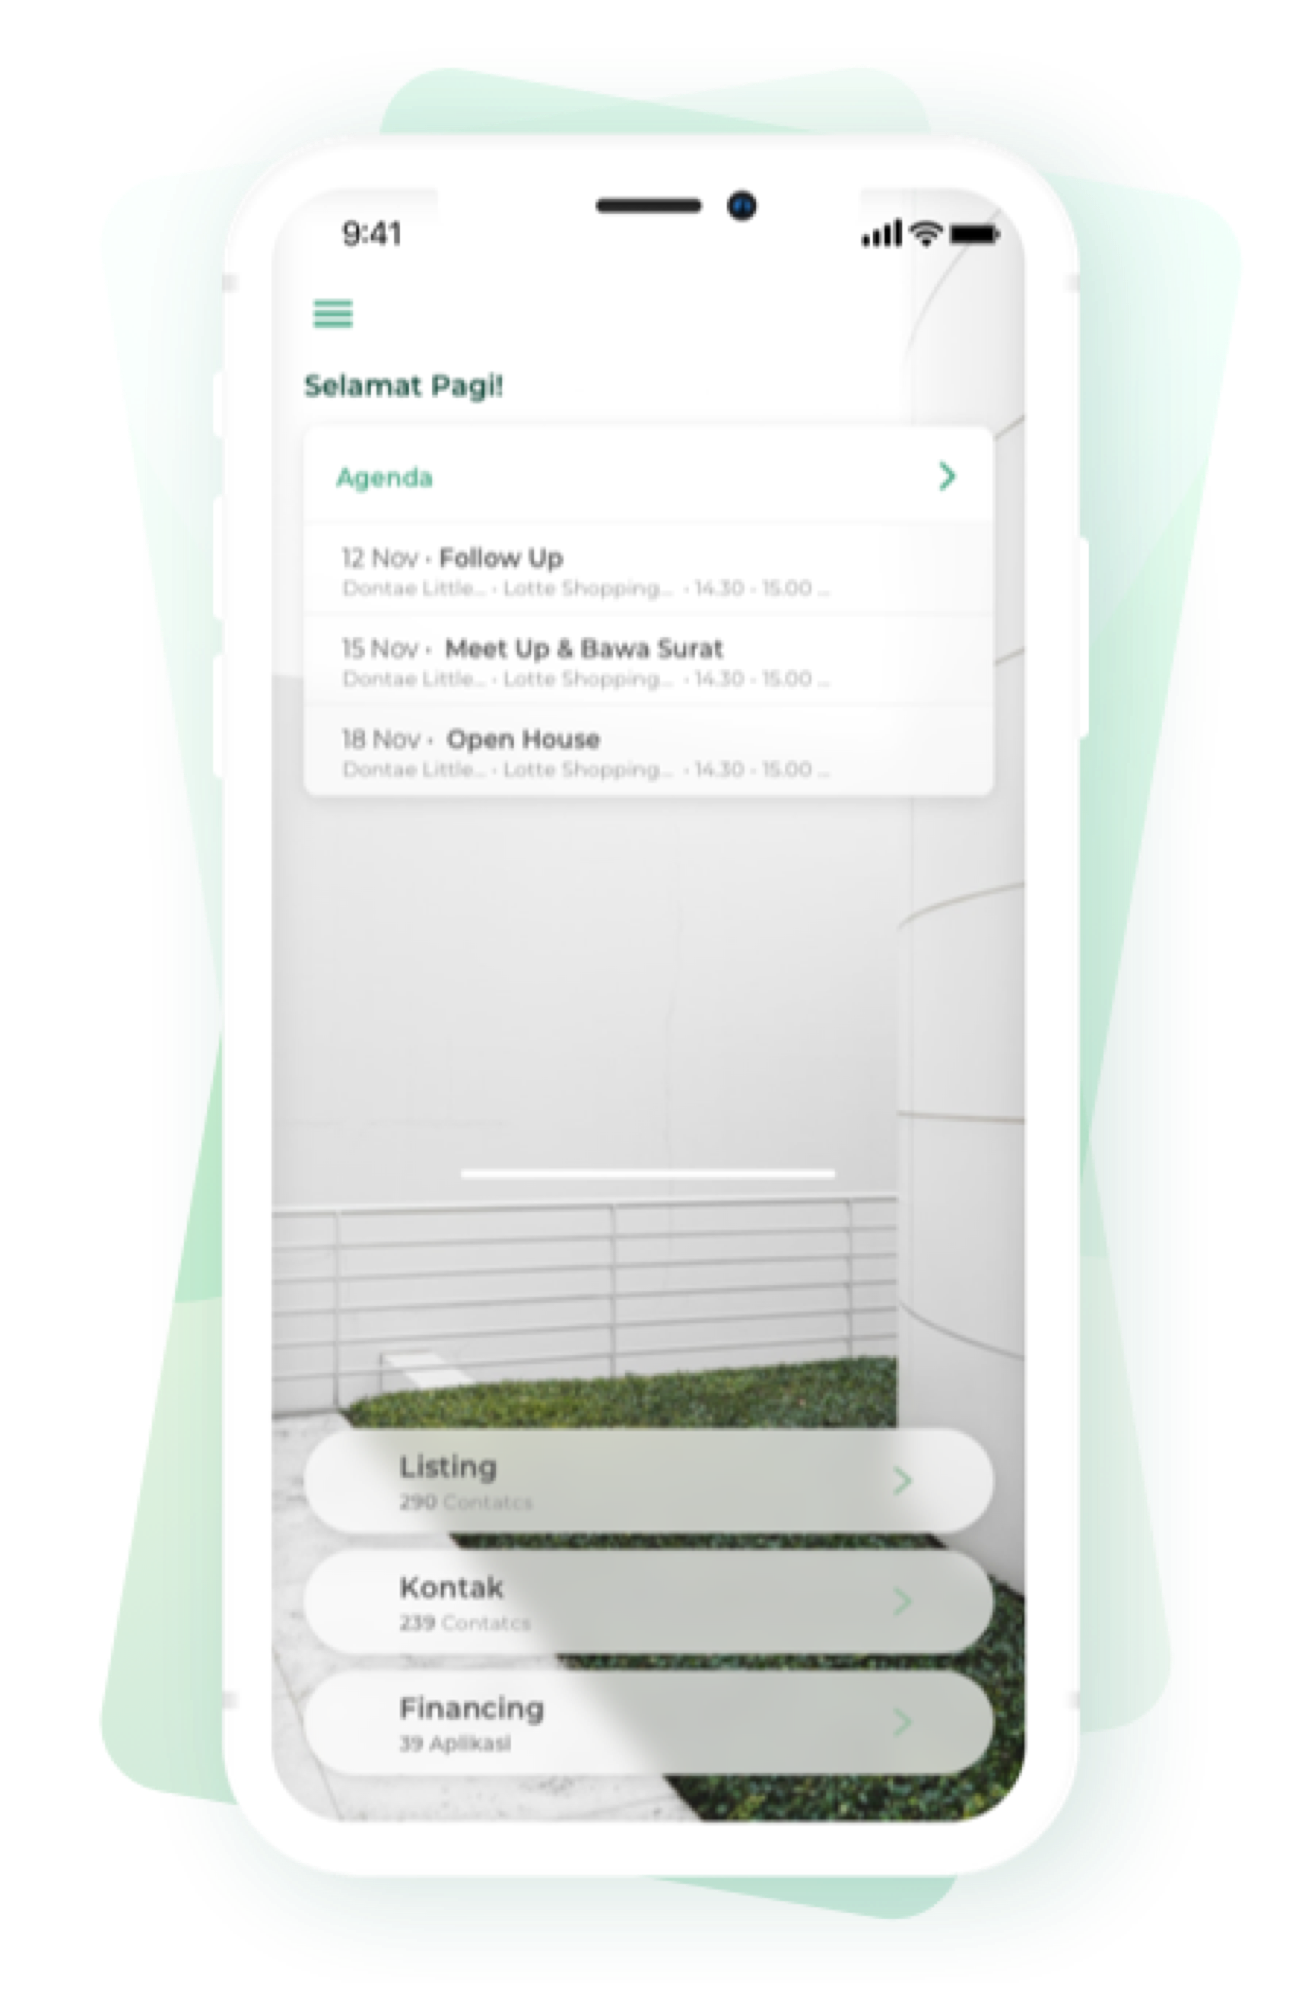 9:41
Selamat Pagi!
Agenda
12 Nov • Follow Up
Dontae Little... • Lotte Shopping... • 14.30 - 15.00 ...
15 Nov • Meet Up & Bawa Surat
Dontae Little... • Lotte Shopping... • 14.30 - 15.00 ...
18 Nov • Open House
Dontae Little... • Lotte Shopping... • 14.30 - 15.00 ...
Listing
290 Contatcs
Kontak
239 Contatcs
Financing
39 Aplikasi